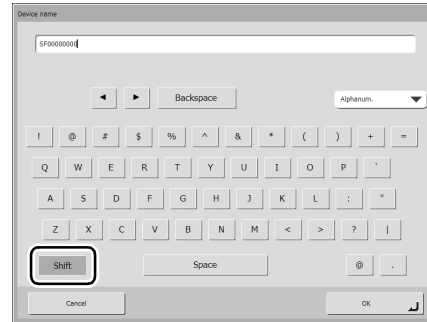 Device name
SF00000000
◄ ► Backspace Alphanum.
! @ # $ % ^ & * ( ) + =
Q W E R T Y U I O P `
A S D F G H J K L : "
Z X C V B N M < > ? |
Shift Space @ .
Cancel OK